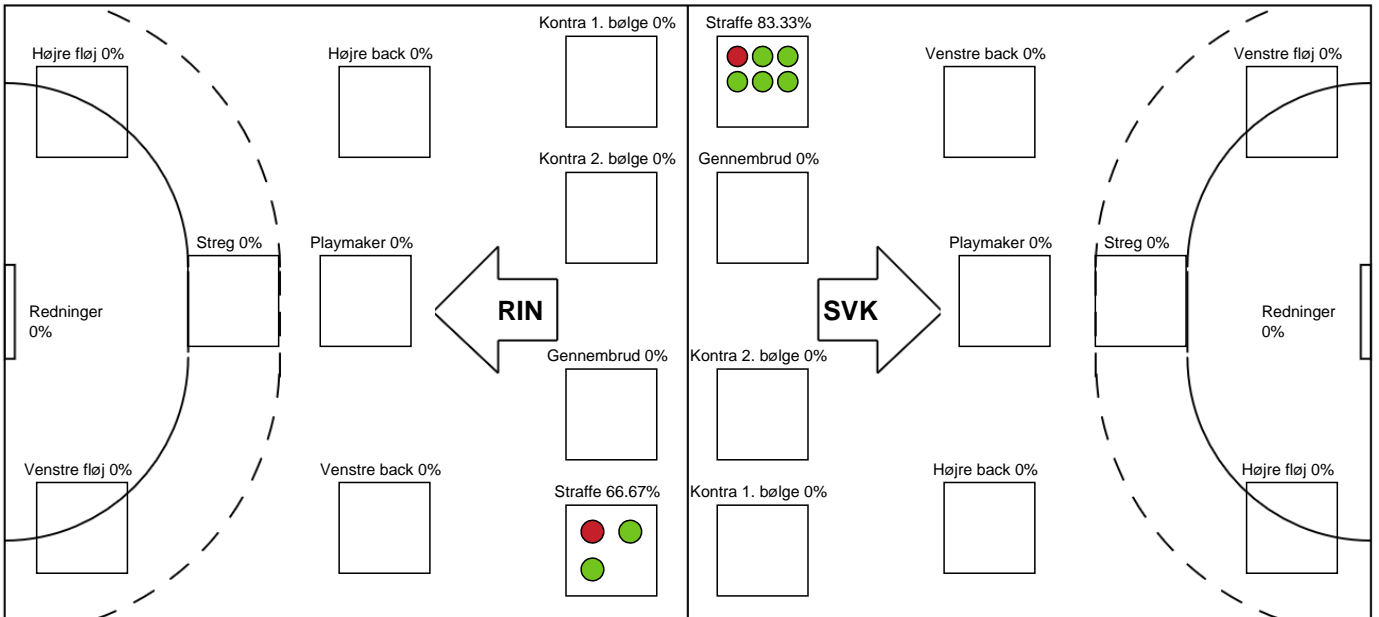 Kontra 1. bølge 0%
Straffe 83.33%
Højre fløj 0%
Højre back 0%
Venstre back 0%
Venstre fløj 0%
Kontra 2. bølge 0%
Gennembrud 0%
Streg 0%
Playmaker 0%
Playmaker 0%
Streg 0%
Redninger
0%
RIN
SVK
Redninger
0%
Gennembrud 0%
Kontra 2. bølge 0%
Venstre fløj 0%
Venstre back 0%
Højre back 0%
Højre fløj 0%
Straffe 66.67%
Kontra 1. bølge 0%